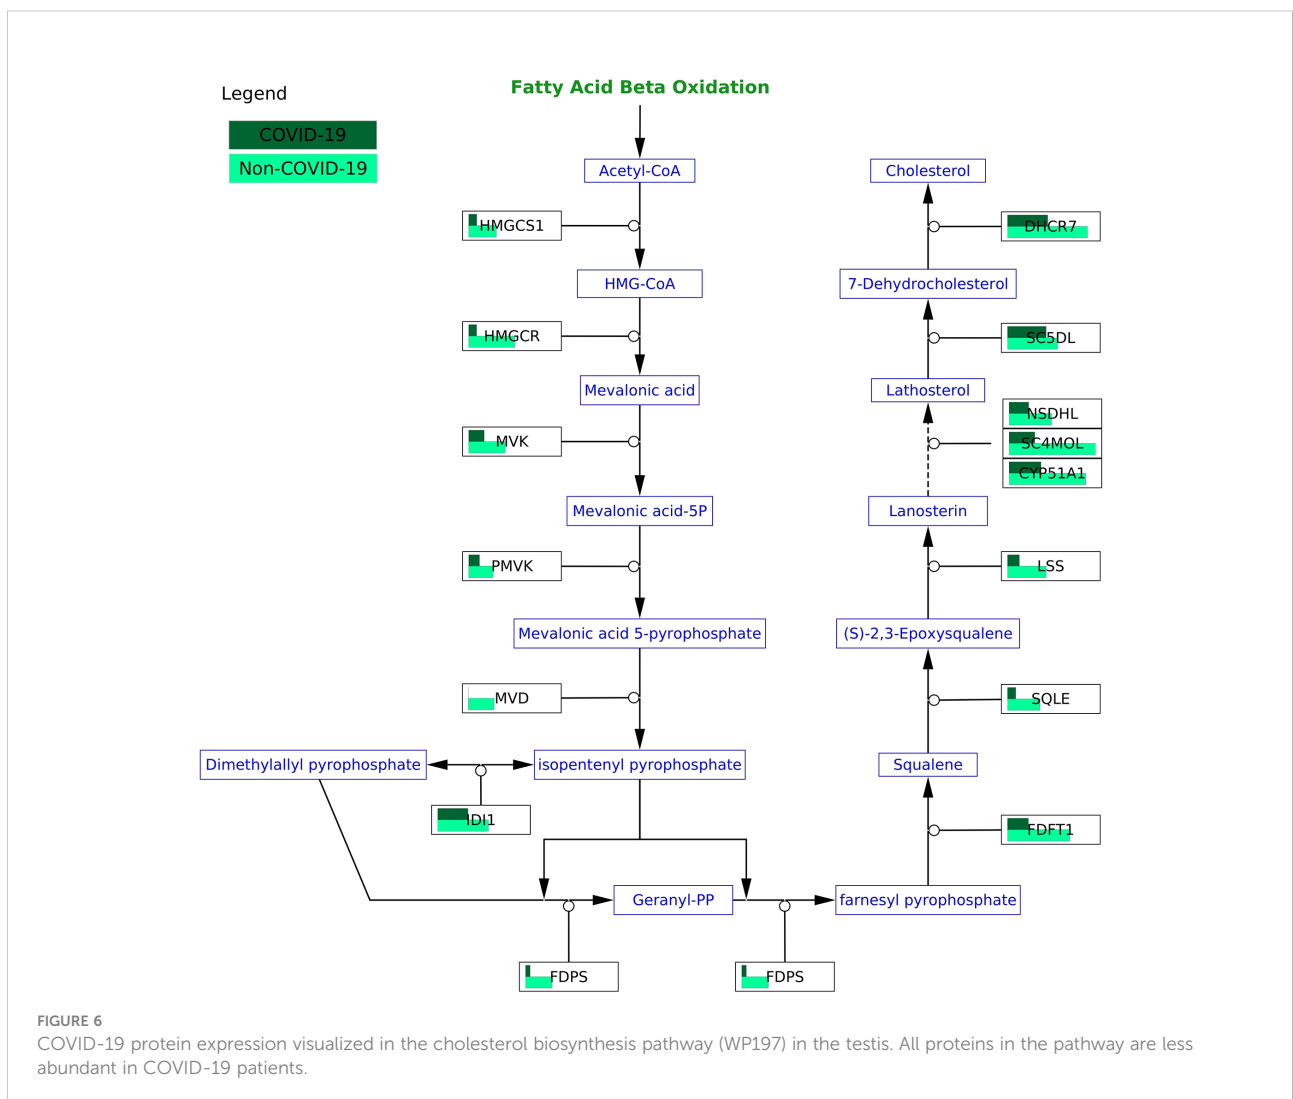 Legend
COVID-19
Non-COVID-19
Fatty Acid Beta Oxidation
Acetyl-CoA
HMGCS1
HMG-CoA
HMGCR
Mevalonic acid
MVK
Mevalonic acid-5P
PMVK
Mevalonic acid 5-pyrophosphate
MVD
Dimethylallyl pyrophosphate
isopentenyl pyrophosphate
IDI1
Geranyl-PP
farnesyl pyrophosphate
FDPS
FDPS
Cholesterol
DHCR7
7-Dehydrocholesterol
SC5DL
Lathosterol
NSDHL
SC4MOL
CYP51A1
Lanosterin
LSS
(S)-2,3-Epoxysqualene
SQLE
Squalene
FDFT1
FIGURE 6
COVID-19 protein expression visualized in the cholesterol biosynthesis pathway (WP197) in the testis. All proteins in the pathway are less
abundant in COVID-19 patients.